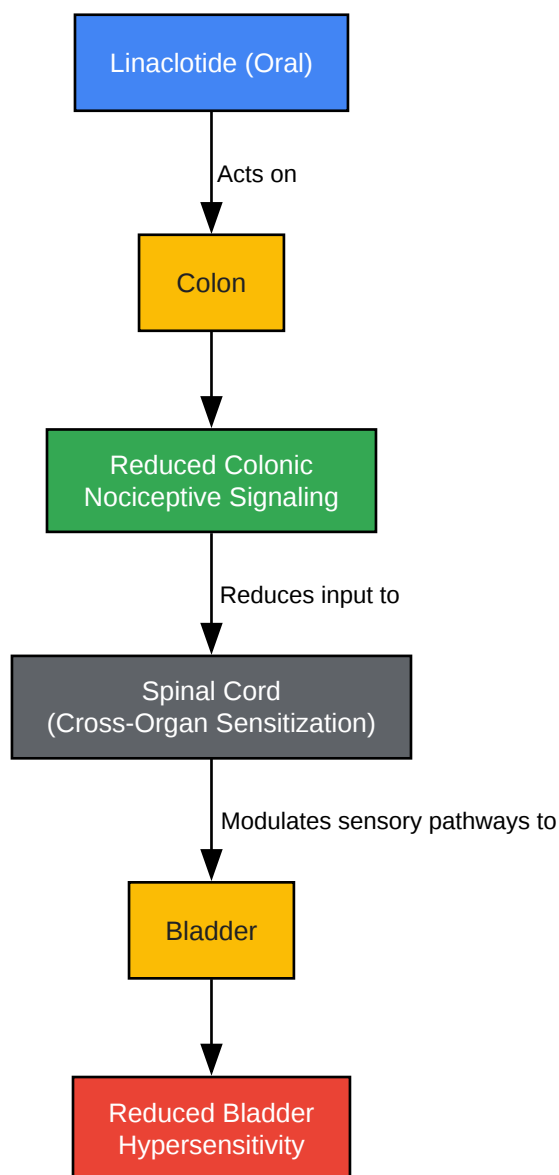 Linaclotide (Oral)
Acts on
Colon
Reduced Colonic
Nociceptive Signaling
Reduces input to
Spinal Cord
(Cross-Organ Sensitization)
Modulates sensory pathways to
Bladder
Reduced Bladder
Hypersensitivity